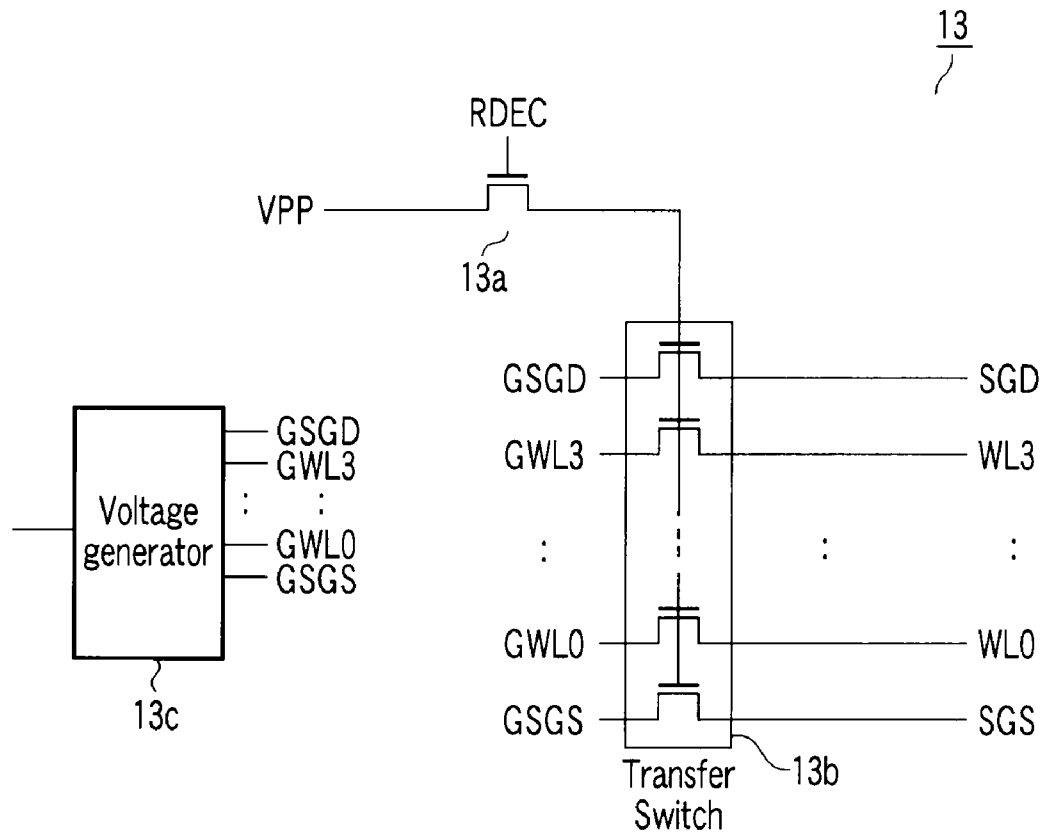 13
RDEC
VPP
13a
GSGD
SGD
GWL3
WL3
GWL0
WL0
GSGS
SGS
Transfer
Switch
13b
Voltage
generator
GSGD
GWL3
GWL0
GSGS
13c